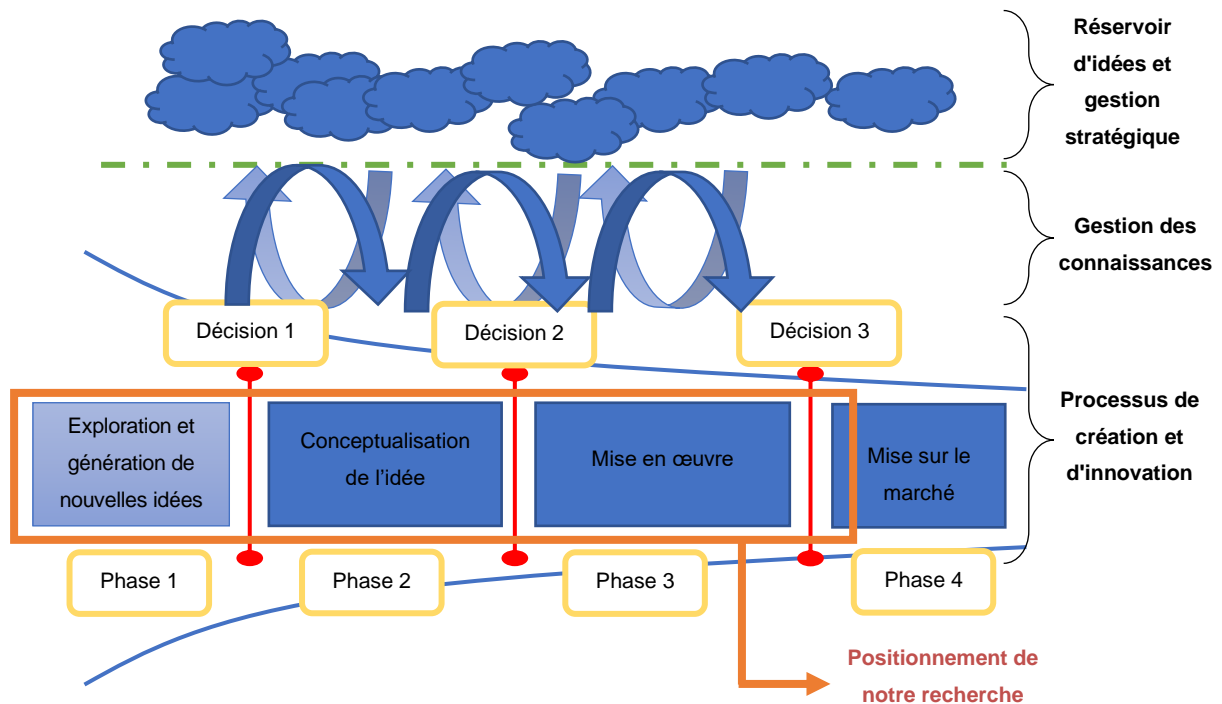 Réservoir
d'idées et
gestion
stratégique
Gestion des
connaissances
Décision 1
Décision 2
Décision 3
Processus de
création et
d'innovation
Exploration et
génération de
nouvelles idées
Conceptualisation
de l’idée
Mise en œuvre
Mise sur le
marché
Phase 1
Phase 2
Phase 3
Phase 4
Positionnement de
notre recherche